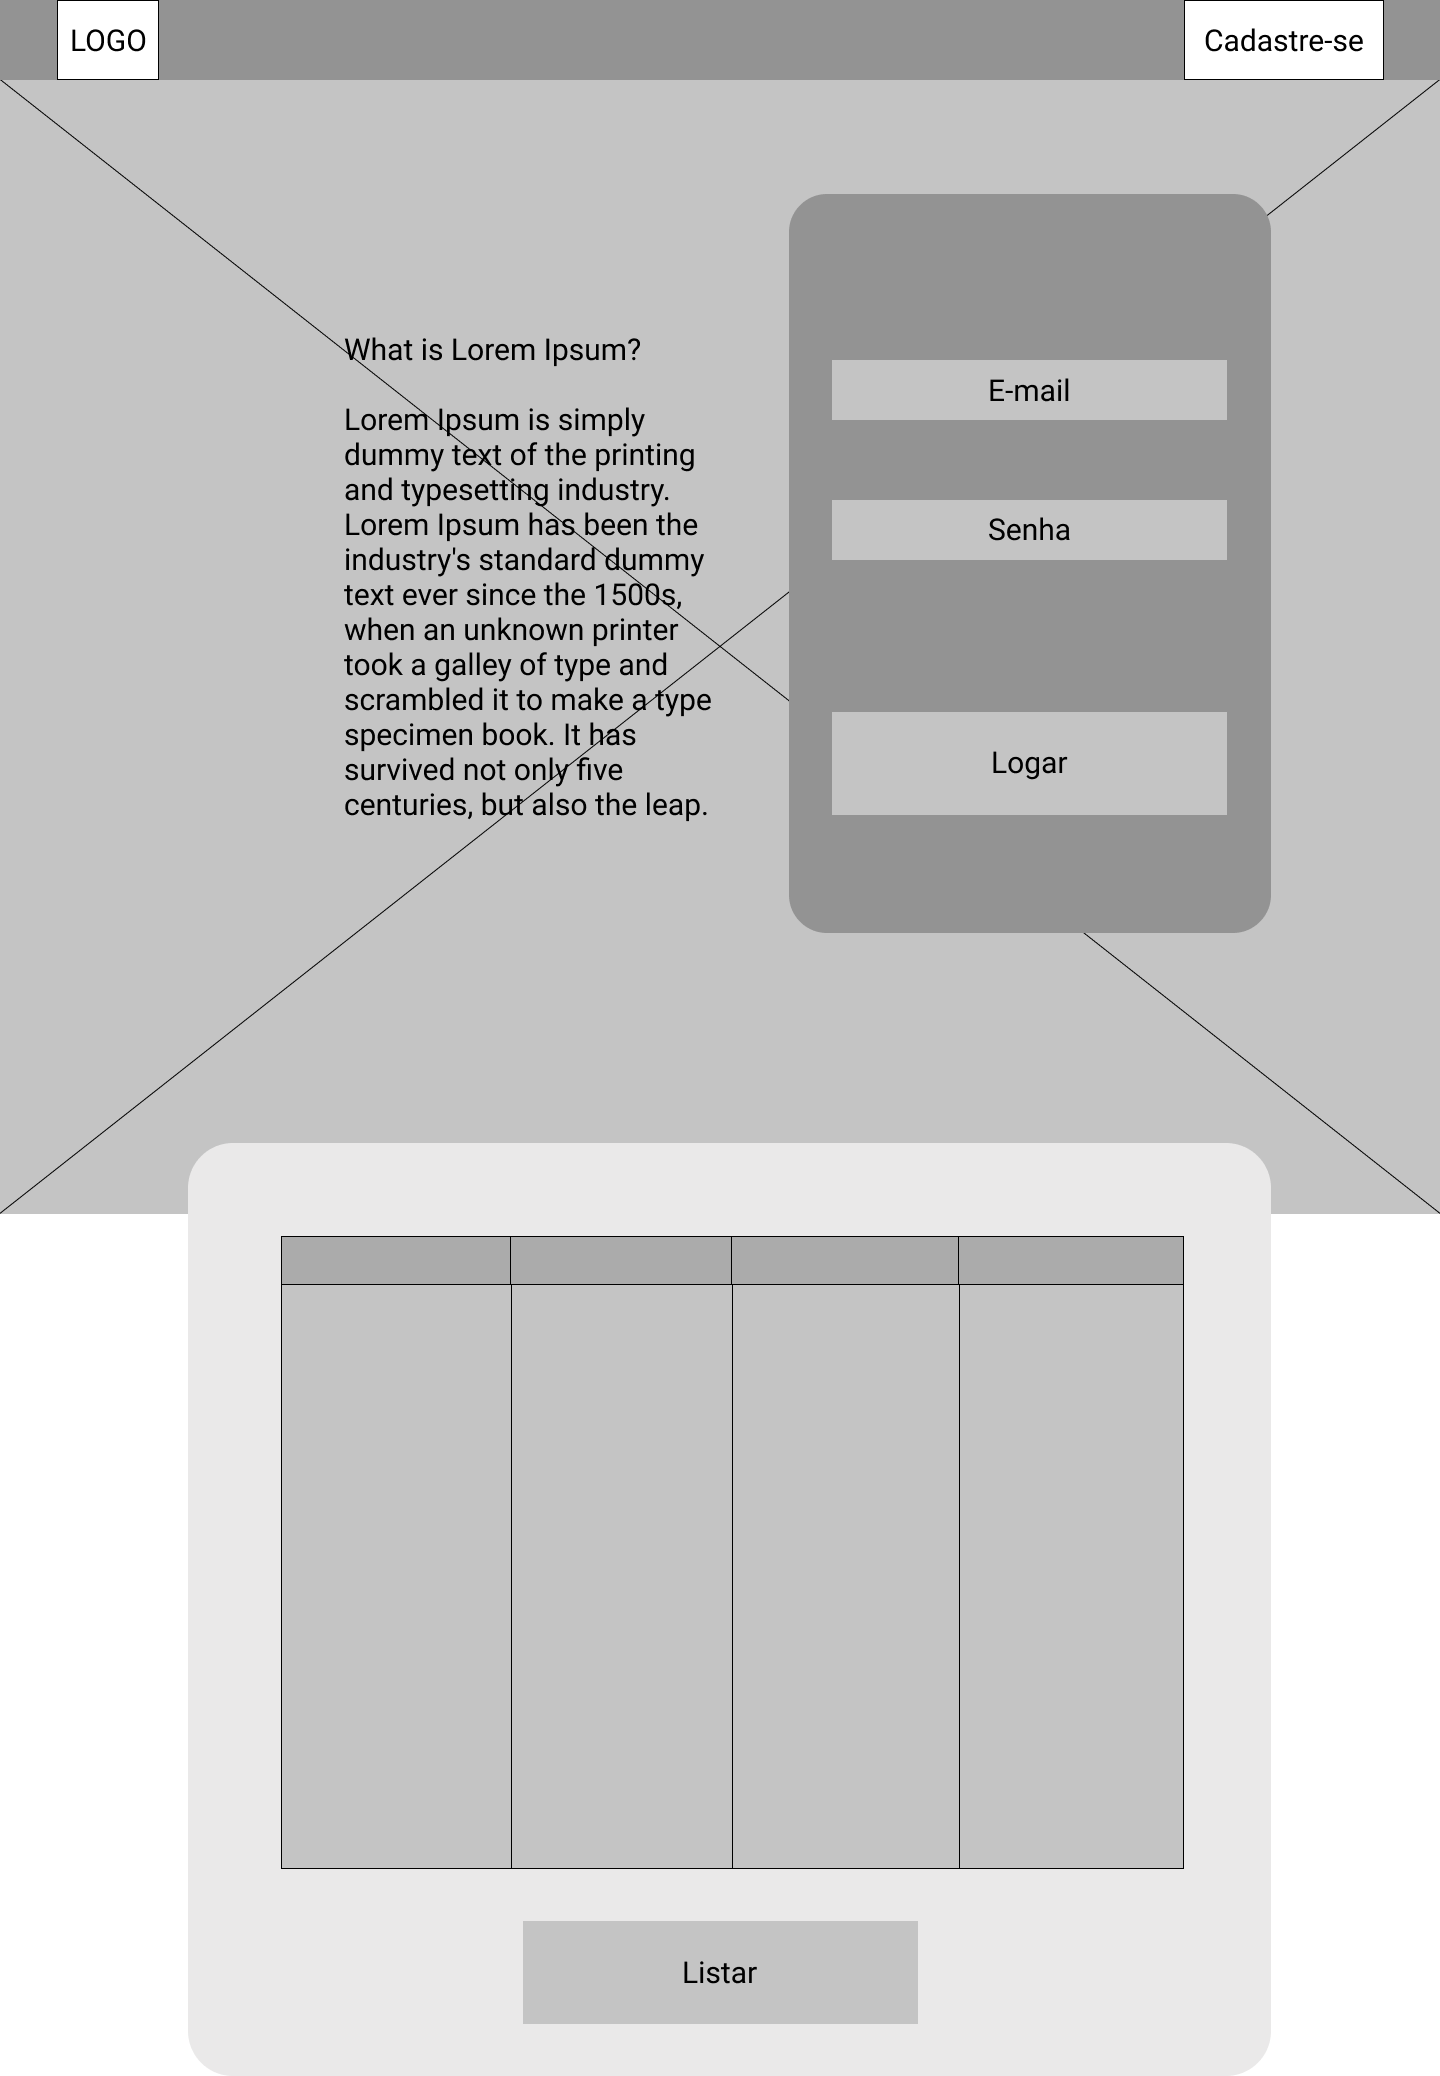 LOGO
Cadastre-se
What is Lorem Ipsum?
Lorem Ipsum is simply
dummy text of the printing
and typesetting industry.
Lorem Ipsum has been the
industry's standard dummy
text ever since the 1500s,
when an unknown printer
took a galley of type and
scrambled it to make a type
specimen book. It has
survived not only five
centuries, but also the leap.
E-mail
Senha
Logar
Listar